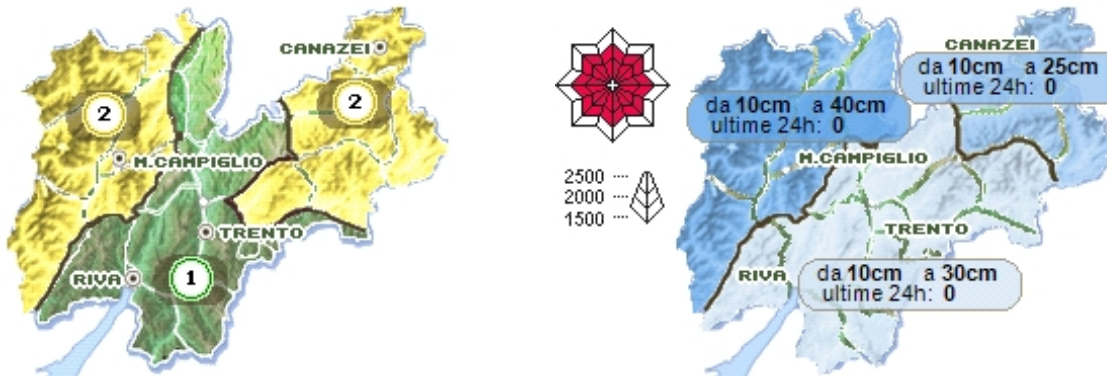 CANAZEI
2
2
M.CAMPIGLIO
TRENTO
RIVA
1
CANAZEI
da 10cm a 25cm
ultime 24h: 0
da 10cm a 40cm
ultime 24h: 0
M.CAMPIGLIO
2500
2000
1500
TRENTO
RIVA
da 10cm a 30cm
ultime 24h: 0